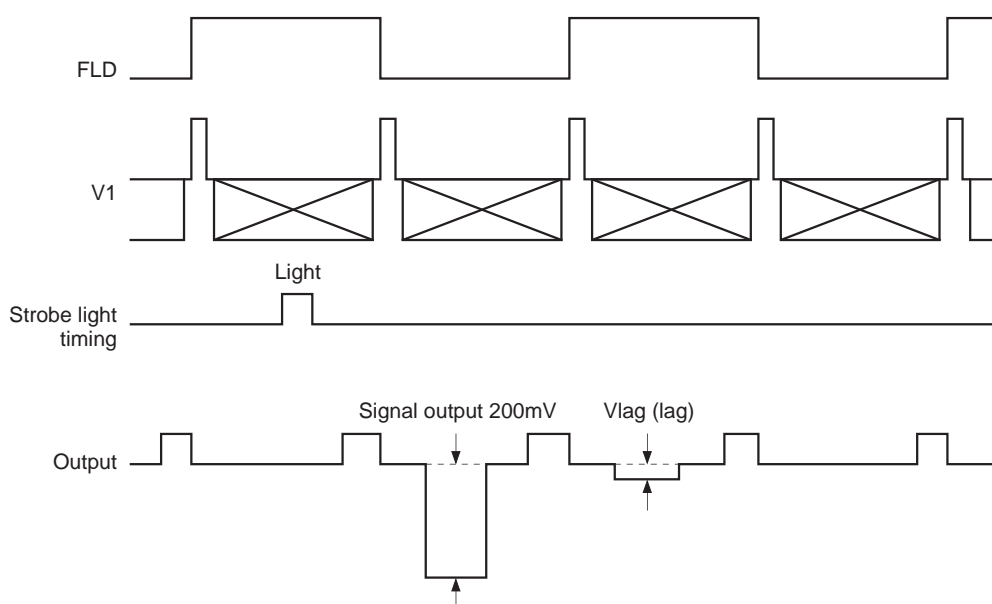 FLD
V1
Light
Strobe light
timing
Signal output 200mV
Vlag (lag)
Output